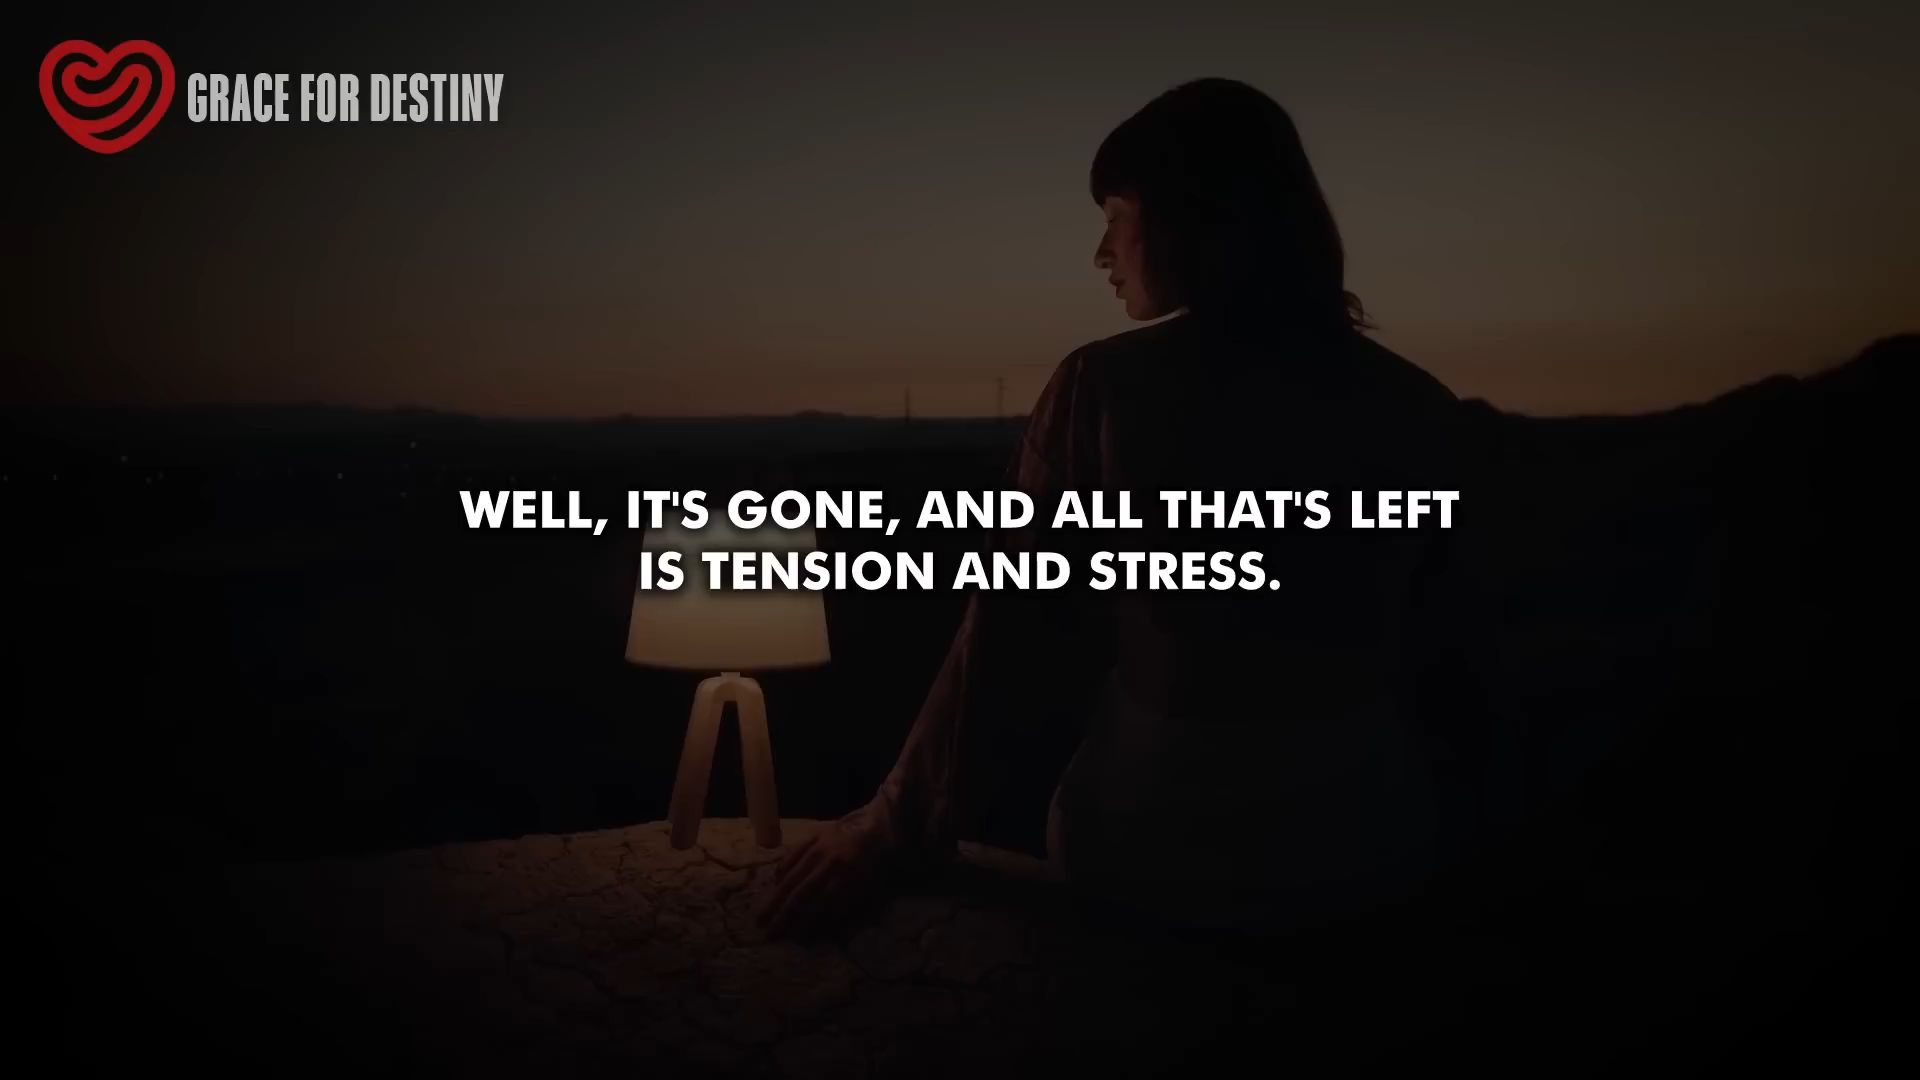 GRACE FOR DESTINY
WELL, IT'S GONE, AND ALL THAT'S LEFT
IS TENSION AND STRESS.